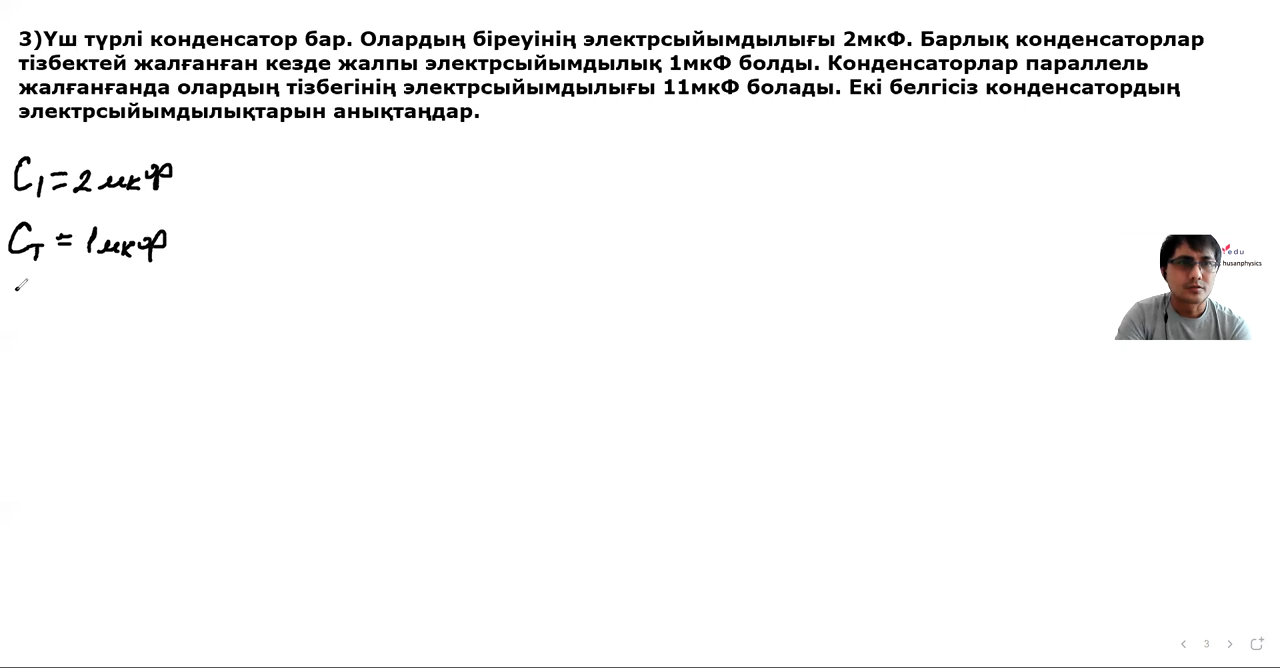 3)Үш түрлі конденсатор бар. Олардың біреуінің электрсыйымдылығы 2мкФ. Барлық конденсаторлар
тізбектей жалғанған кезде жалпы электрсыйымдылық 1мкФ болды. Конденсаторлар параллель
жалғанғанда олардың тізбегінің электрсыйымдылығы 11мкФ болады. Екі белгісіз конденсатордың
электрсыйымдылықтарын анықтаңдар.
C₁ = 2 мкФ
Cт = 1 мкФ
edu
husanphysics
3